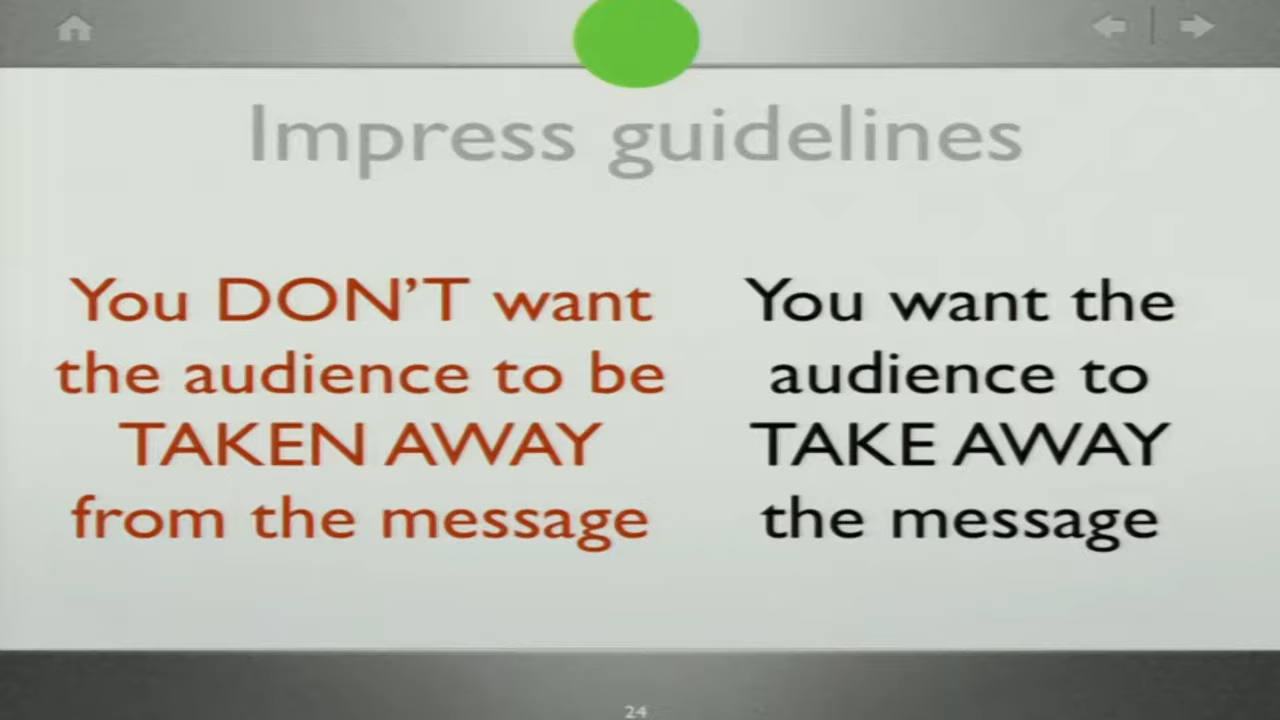 Impress guidelines
You DON'T want
the audience to be
TAKEN AWAY
from the message
You want the
audience to
TAKE AWAY
the message
24